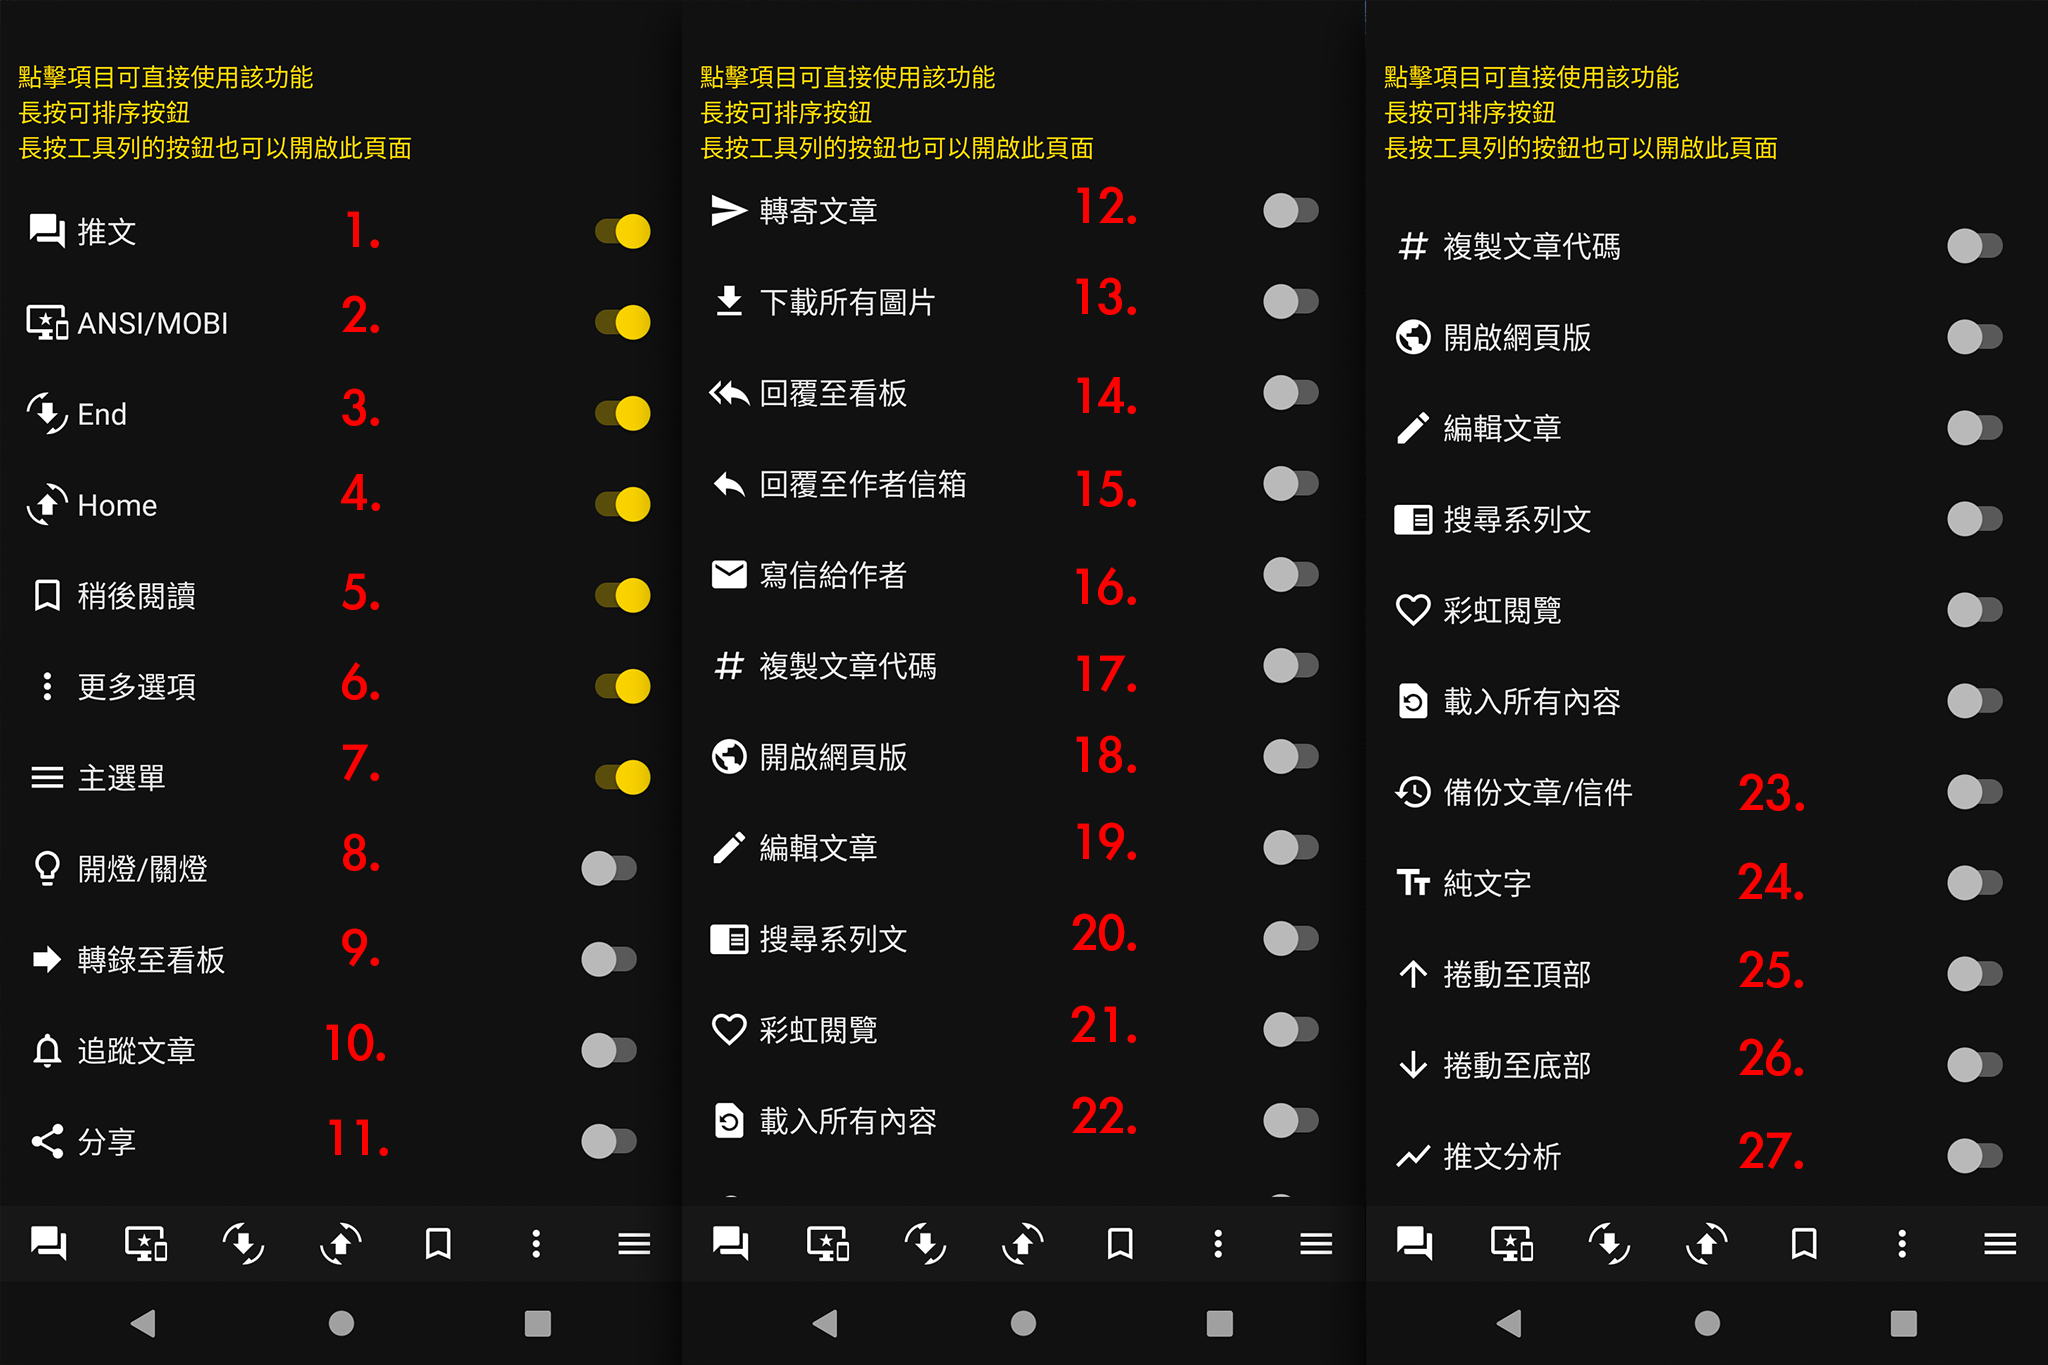 點擊項目可直接使用該功能
長按可排序按鈕
長按工具列的按鈕也可以開啟此頁面
推文 1.
ANSI/MOBI 2.
End 3.
Home 4.
稍後閱讀 5.
更多選項 6.
主選單 7.
開燈/關燈 8.
轉錄至看板 9.
追蹤文章 10.
分享 11.
點擊項目可直接使用該功能
長按可排序按鈕
長按工具列的按鈕也可以開啟此頁面
轉寄文章 12.
下載所有圖片 13.
回覆至看板 14.
回覆至作者信箱 15.
寫信給作者 16.
複製文章代碼 17.
開啟網頁版 18.
編輯文章 19.
搜尋系列文 20.
彩虹閱覽 21.
載入所有內容 22.
點擊項目可直接使用該功能
長按可排序按鈕
長按工具列的按鈕也可以開啟此頁面
複製文章代碼
開啟網頁版
編輯文章
搜尋系列文
彩虹閱覽
載入所有內容
備份文章/信件 23.
純文字 24.
捲動至頂部 25.
捲動至底部 26.
推文分析 27.